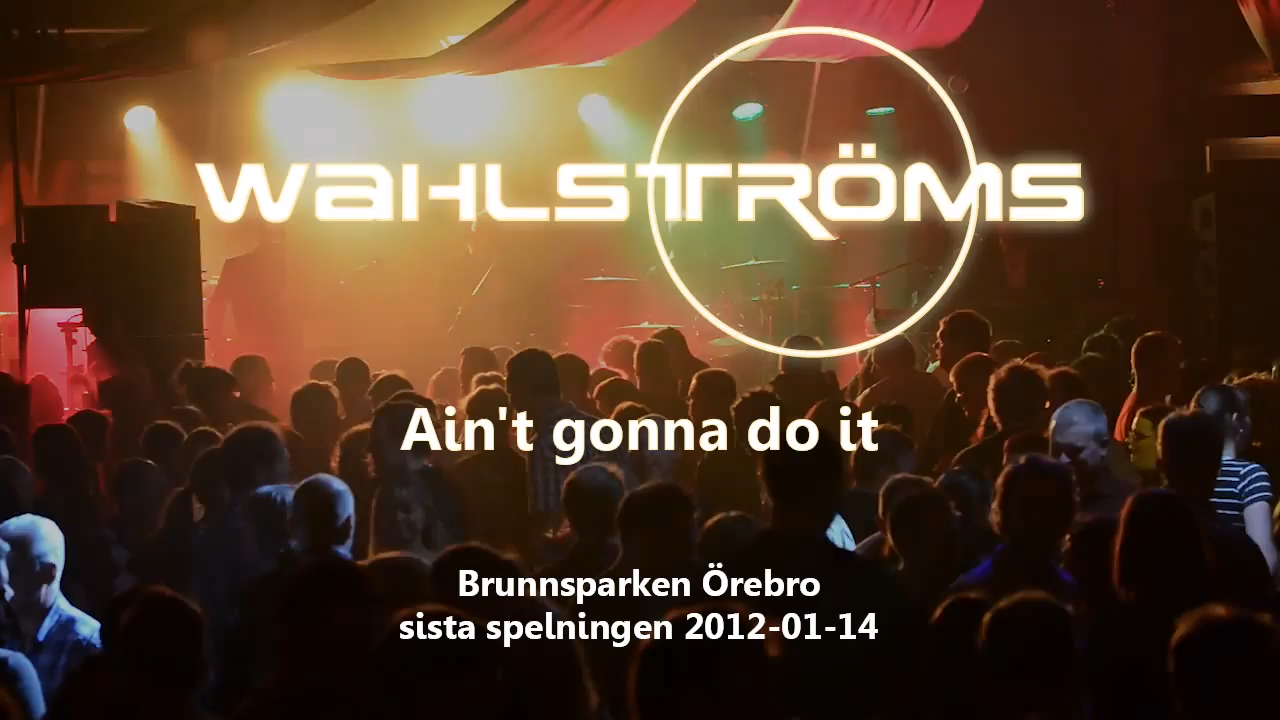 WAHLSTRÖMS
Ain't gonna do it
Brunnsparken Örebro
sista spelningen 2012-01-14